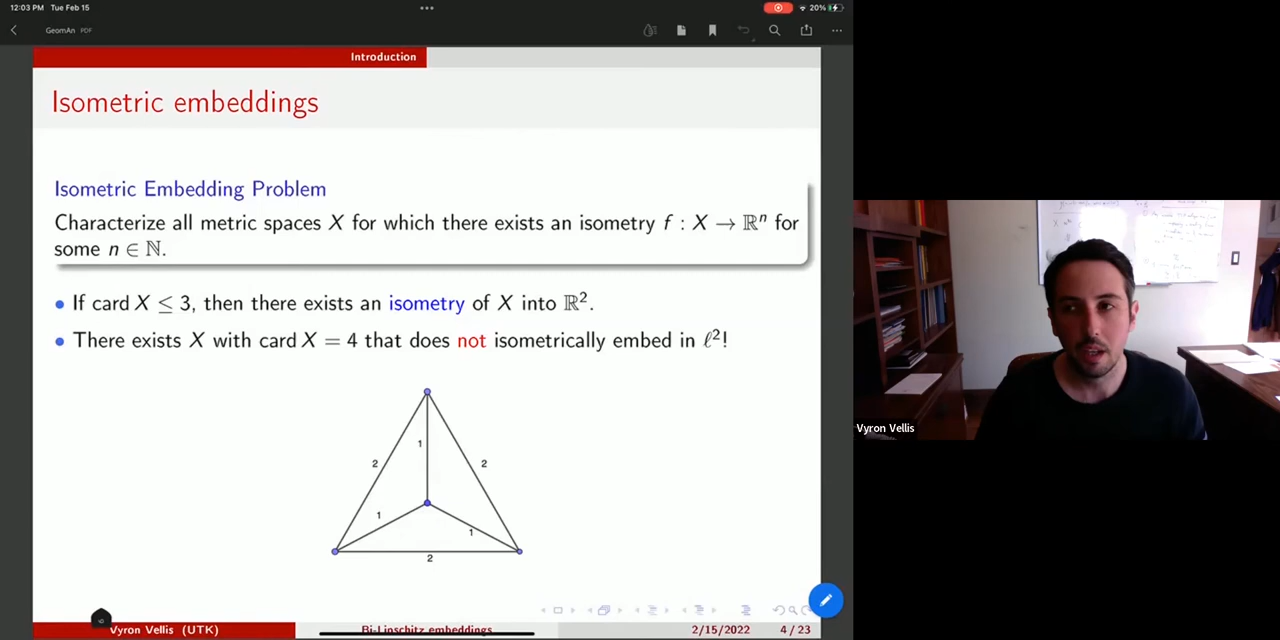 12:03 PM Tue Feb 15
20%
GeomAn PDF
Introduction
Isometric embeddings
Isometric Embedding Problem
Characterize all metric spaces X for which there exists an isometry f : X → ℝⁿ for
some n ∈ ℕ.
• If card X ≤ 3, then there exists an isometry of X into ℝ².
• There exists X with card X = 4 that does not isometrically embed in ℓ²!
1
2
2
1
1
2
Vyron Vellis (UTK)
Bi-Lipschitz embeddings
2/15/2022
4 / 23
Vyron Vellis